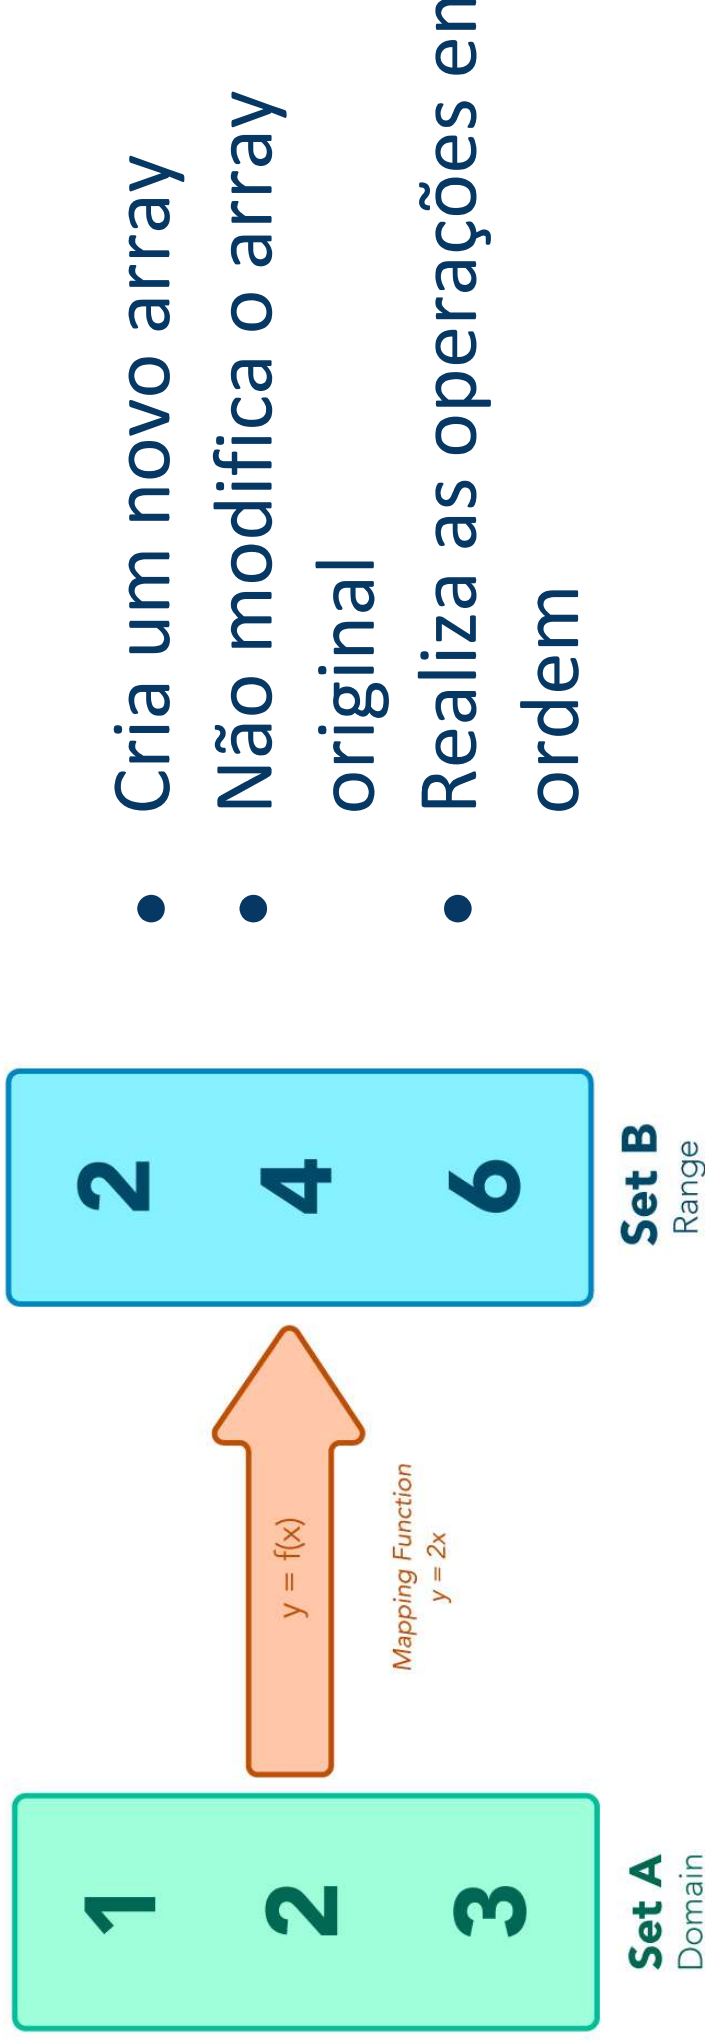 1
2
3
Set A
Domain
y = f(x)
Mapping Function
y = 2x
2
4
6
Set B
Range
• Cria um novo array
• Não modifica o array
original
• Realiza as operações em
ordem